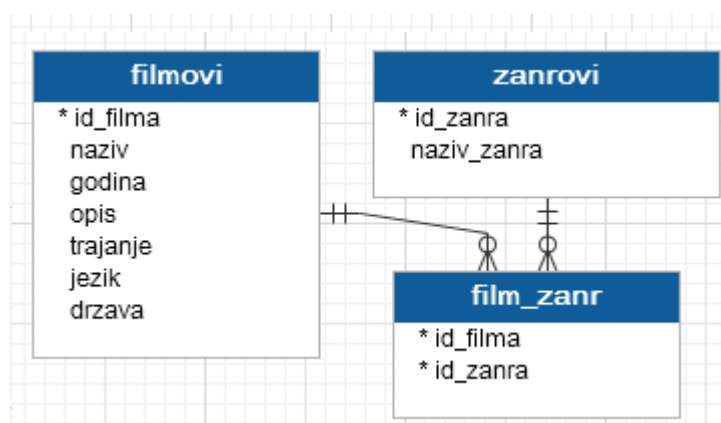 filmovi
* id_filma
naziv
godina
opis
trajanje
jezik
drzava
zanrovi
* id_zanra
naziv_zanra
film_zanr
* id_filma
* id_zanra